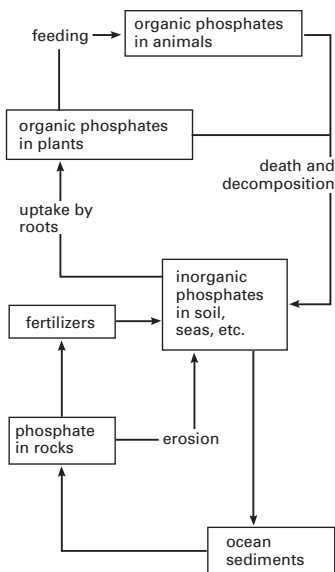 organic phosphates
in animals
feeding
organic phosphates
in plants
death and
decomposition
uptake by
roots
inorganic
phosphates
in soil,
seas, etc.
fertilizers
phosphate
in rocks
erosion
ocean
sediments